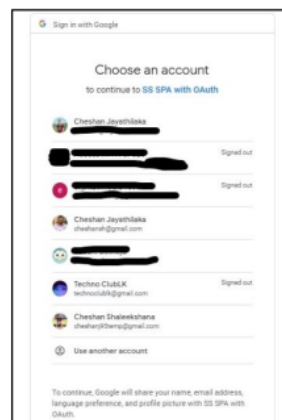 Sign in with Google
Choose an account
to continue to SS SPA with OAuth
Cheshan Jayathilaka
Signed out
Signed out
Cheshan Jayathilaka
Techno ClubLK
Signed out
technoclublk@gmail.com
Cheshan Shaleekshana
Use another account
To continue, Google will share your name, email address,
language preference, and profile picture with SS SPA with
OAuth.